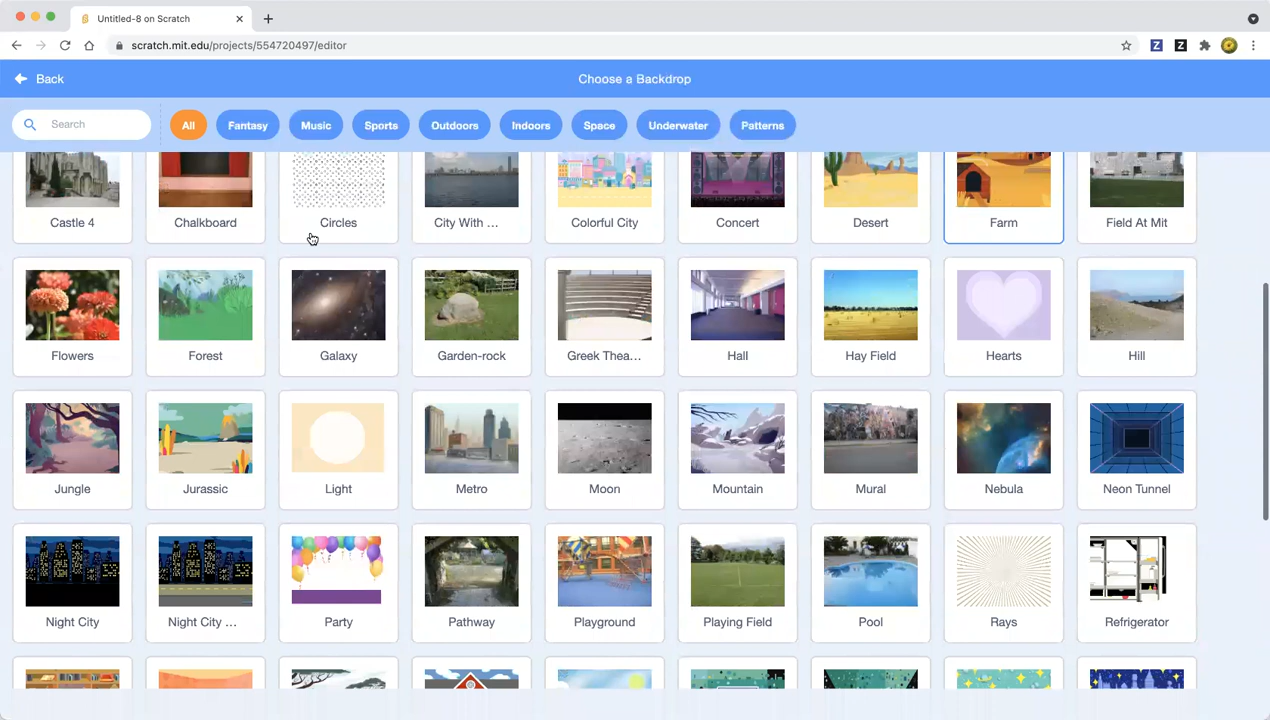 Untitled-8 on Scratch
scratch.mit.edu/projects/554720497/editor
Back
Choose a Backdrop
Search
All
Fantasy
Music
Sports
Outdoors
Indoors
Space
Underwater
Patterns
Castle 4
Chalkboard
Circles
City With ...
Colorful City
Concert
Desert
Farm
Field At Mit
Flowers
Forest
Galaxy
Garden-rock
Greek Thea...
Hall
Hay Field
Hearts
Hill
Jungle
Jurassic
Light
Metro
Moon
Mountain
Mural
Nebula
Neon Tunnel
Night City
Night City ...
Party
Pathway
Playground
Playing Field
Pool
Rays
Refrigerator